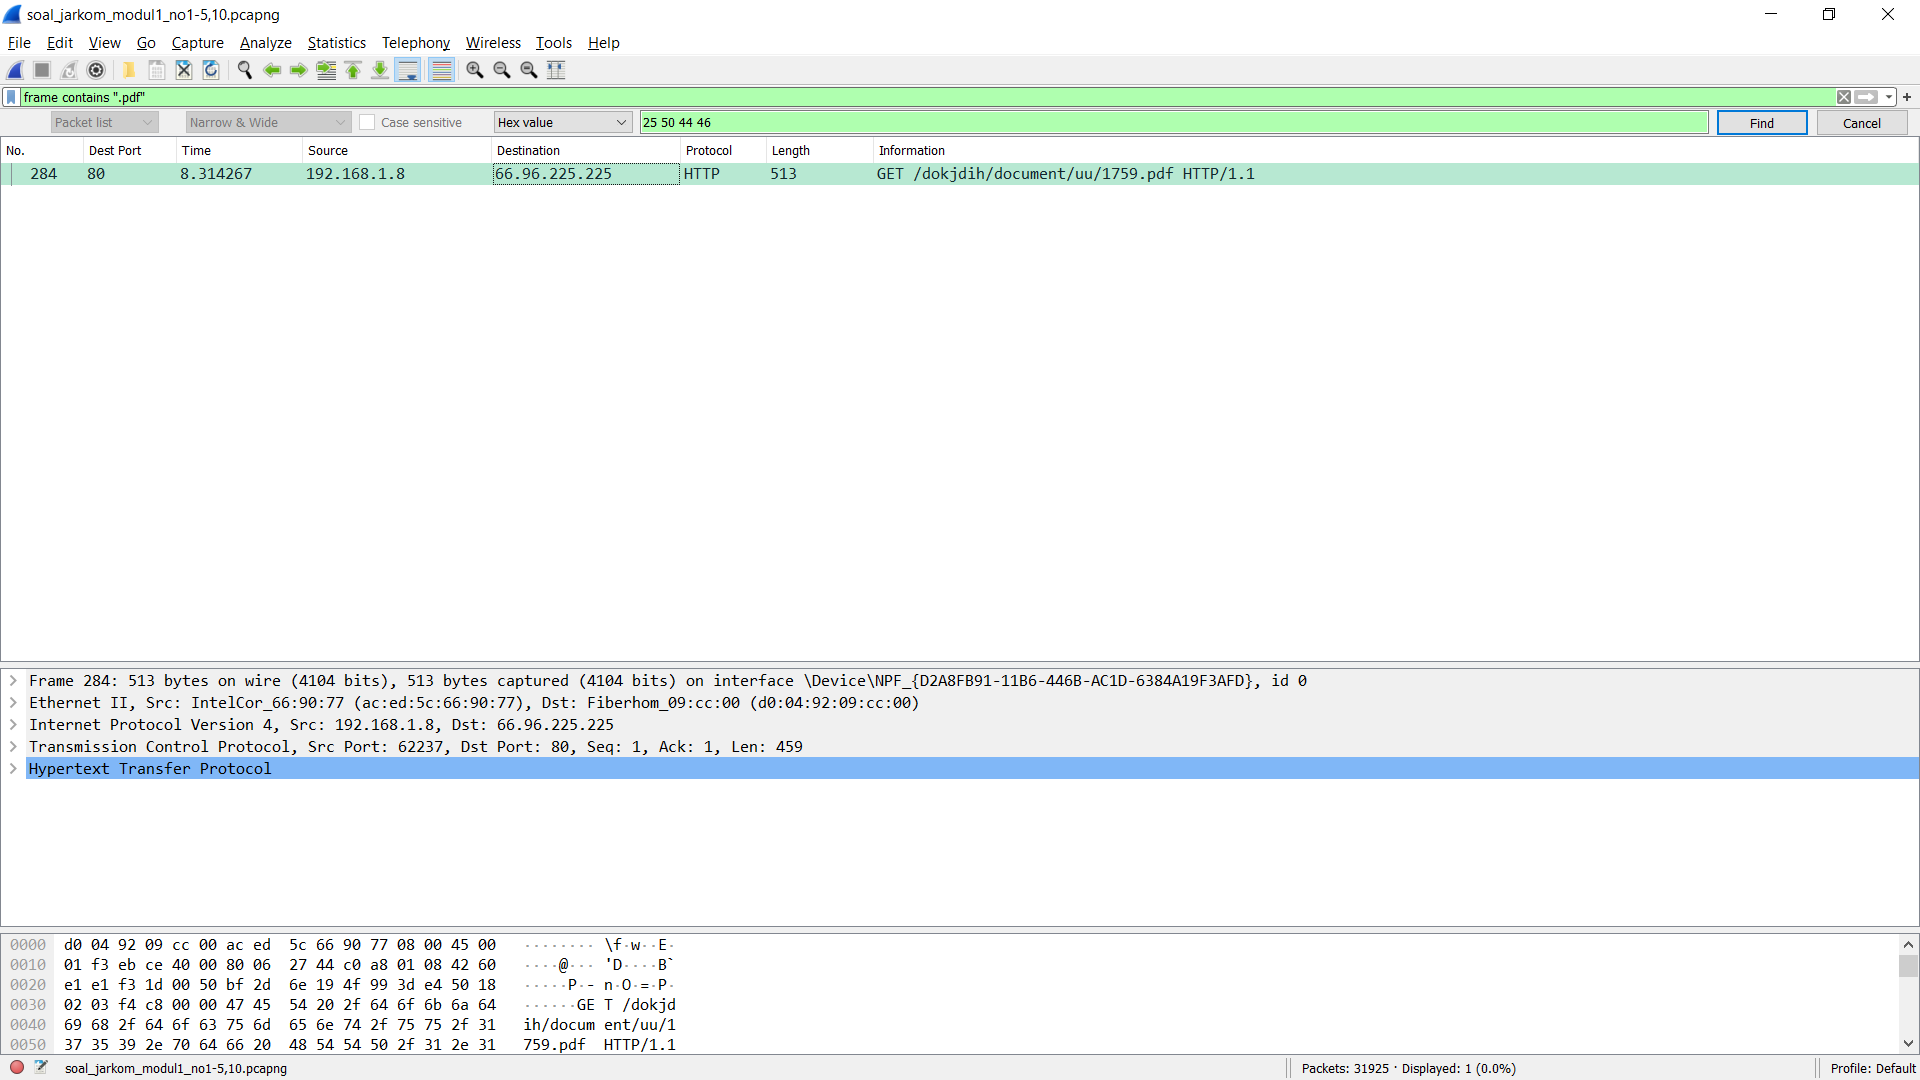 soal_jarkom_modul1_no1-5,10.pcapng
File Edit View Go Capture Analyze Statistics Telephony Wireless Tools Help
frame contains ".pdf"
Packet list Narrow & Wide Case sensitive Hex value 25 50 44 46 Find Cancel
No. Dest Port Time Source Destination Protocol Length Information
284 80 8.314267 192.168.1.8 66.96.225.225 HTTP 513 GET /dokjdih/document/uu/1759.pdf HTTP/1.1
Frame 284: 513 bytes on wire (4104 bits), 513 bytes captured (4104 bits) on interface \Device\NPF_{D2A8FB91-11B6-446B-AC1D-6384A19F3AFD}, id 0
Ethernet II, Src: IntelCor_66:90:77 (ac:ed:5c:66:90:77), Dst: Fiberhom_09:cc:00 (d0:04:92:09:cc:00)
Internet Protocol Version 4, Src: 192.168.1.8, Dst: 66.96.225.225
Transmission Control Protocol, Src Port: 62237, Dst Port: 80, Seq: 1, Ack: 1, Len: 459
Hypertext Transfer Protocol
0000 d0 04 92 09 cc 00 ac ed 5c 66 90 77 08 00 45 00 ········ \f·w··E·
0010 01 f3 eb ce 40 00 80 06 27 44 c0 a8 01 08 42 60 ····@··· 'D····B`
0020 e1 e1 f3 1d 00 50 bf 2d 6e 19 4f 99 3d e4 50 18 ·····P·- n·O·=·P·
0030 02 03 f4 c8 00 00 47 45 54 20 2f 64 6f 6b 6a 64 ······GE T /dokjd
0040 69 68 2f 64 6f 63 75 6d 65 6e 74 2f 75 75 2f 31 ih/docum ent/uu/1
0050 37 35 39 2e 70 64 66 20 48 54 54 50 2f 31 2e 31 759.pdf HTTP/1.1
soal_jarkom_modul1_no1-5,10.pcapng Packets: 31925 · Displayed: 1 (0.0%) Profile: Default